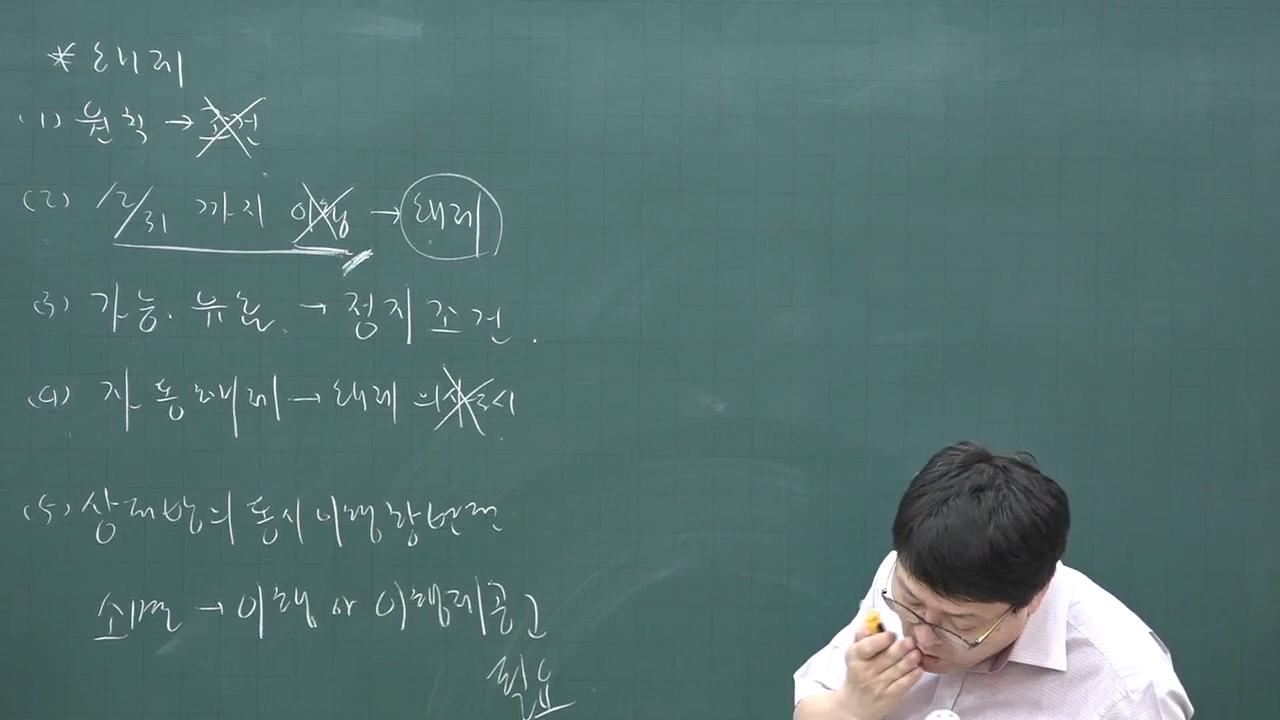 * 해제
(1) 원칙 → 조건
(2) 12/31 까지 이행 → 해제
(3) 가능. 유효. → 정지조건.
(4) 자동해제 → 해제 의사표시
(5) 상대방의 동시이행항변권
소멸 → 이행 or 이행제공
필요